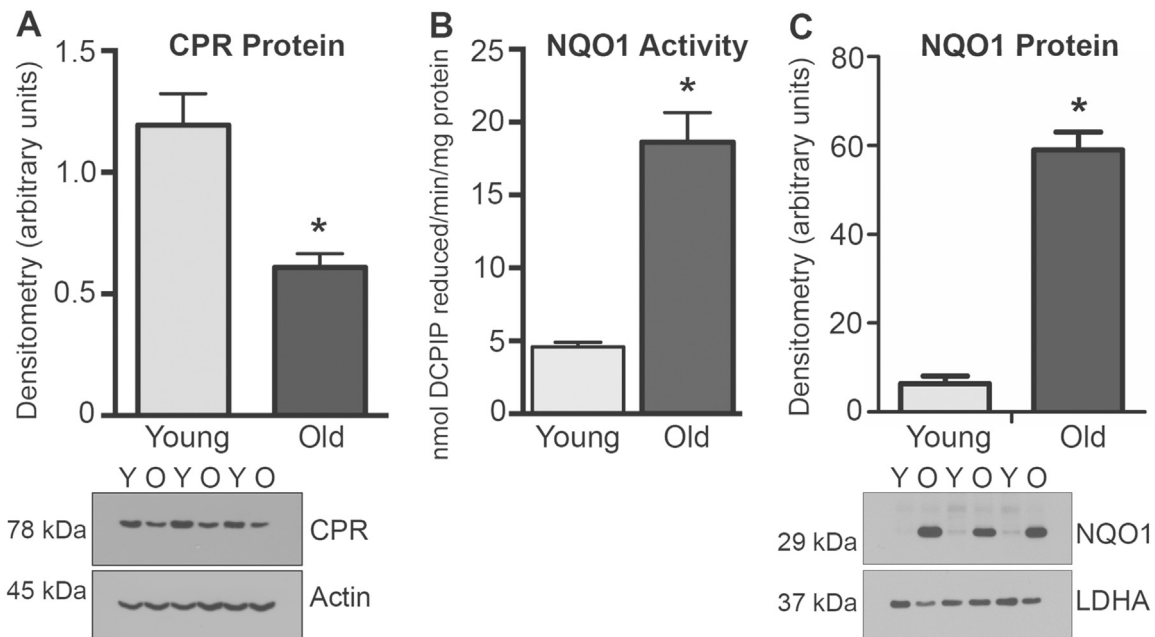 A
CPR Protein
Densitometry (arbitrary units)
1.5
1.0
0.5
0
*
Young Old
Y O Y O Y O
78 kDa
CPR
45 kDa
Actin
B
NQO1 Activity
nmol DCPIP reduced/min/mg protein
25
20
15
10
5
0
*
Young Old
C
NQO1 Protein
Densitometry (arbitrary units)
80
60
40
20
0
*
Young Old
Y O Y O Y O
29 kDa
NQO1
37 kDa
LDHA